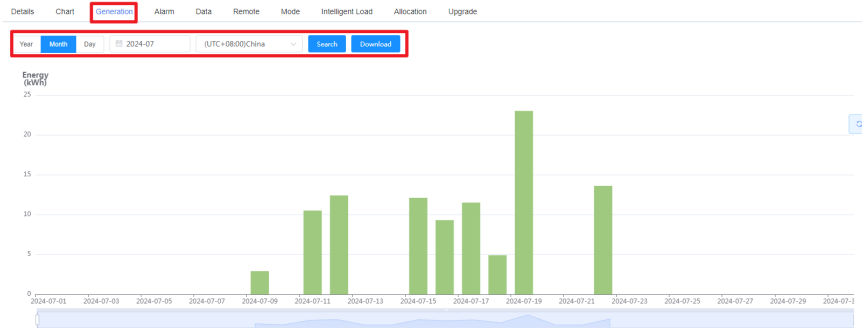 Details Chart Generation Alarm Data Remote Mode Intelligent Load Allocation Upgrade
Year Month Day 2024-07 (UTC+08:00)China Search Download
Energy
(kWh)
25
20
15
10
5
0
2024-07-01 2024-07-03 2024-07-05 2024-07-07 2024-07-09 2024-07-11 2024-07-13 2024-07-15 2024-07-17 2024-07-19 2024-07-21 2024-07-23 2024-07-25 2024-07-27 2024-07-29 2024-07-3